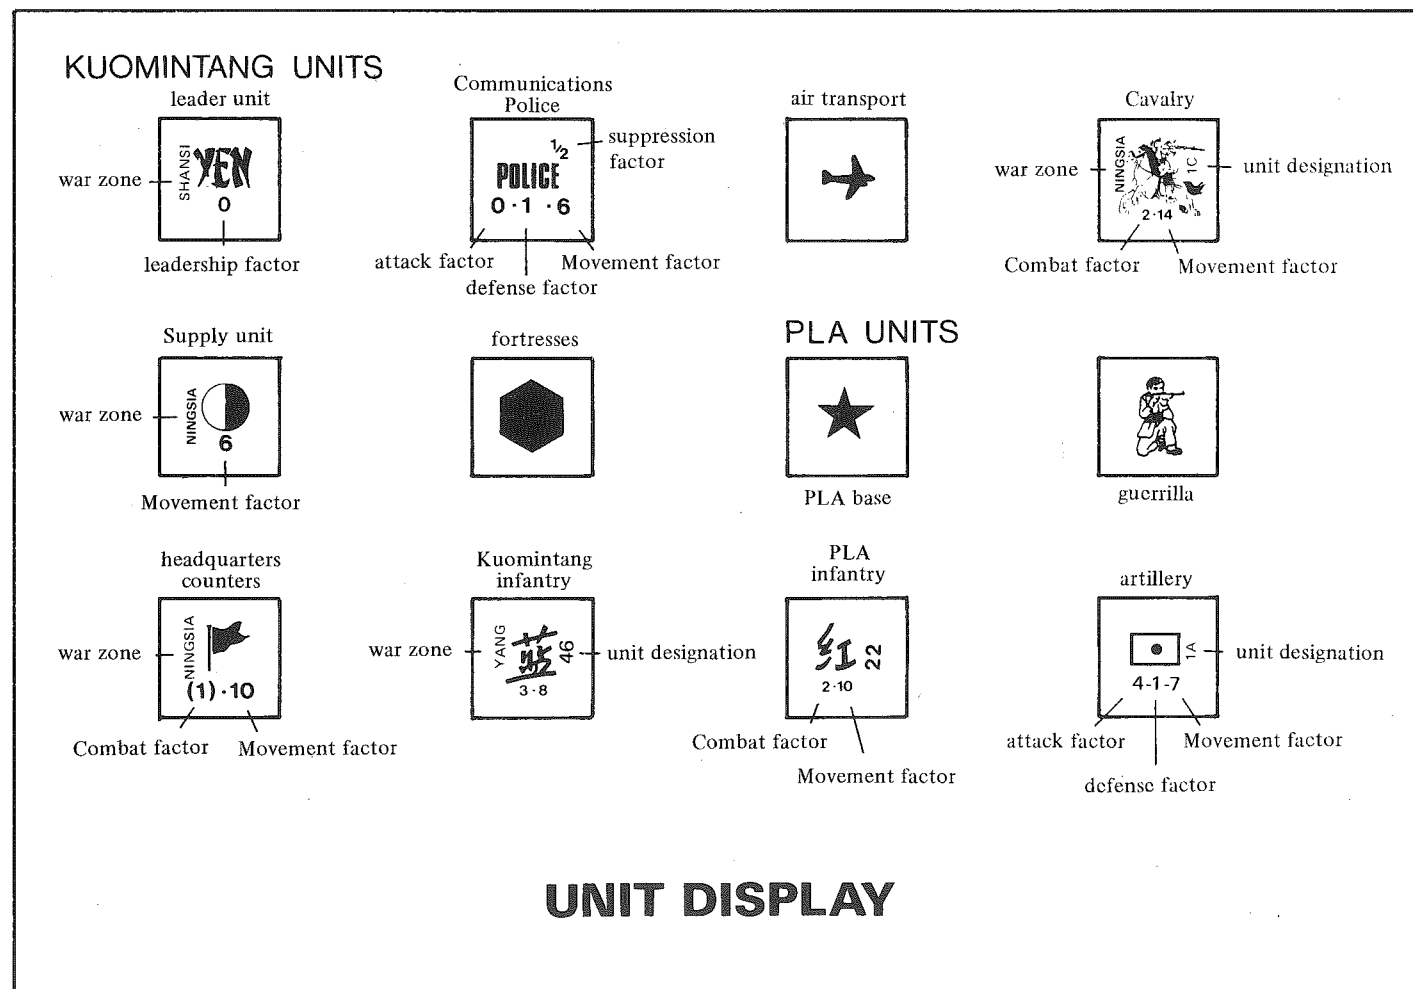 KUOMINTANG UNITS
leader unit
Communications
Police
air transport
Cavalry
SHANSI
YEN
0
war zone
leadership factor
1/2
POLICE
0·1·6
suppression
factor
attack factor
defense factor
Movement factor
NINGSIA
1C
2·14
war zone
unit designation
Combat factor
Movement factor
Supply unit
fortresses
PLA UNITS
war zone
NINGSIA
6
Movement factor
PLA base
guerrilla
headquarters
counters
Kuomintang
infantry
PLA
infantry
artillery
war zone
NINGSIA
(1)·10
Combat factor
Movement factor
war zone
YANG
蓝
46
3·8
unit designation
红
22
2·10
Combat factor
Movement factor
1A
4-1-7
unit designation
attack factor
defense factor
Movement factor
UNIT DISPLAY